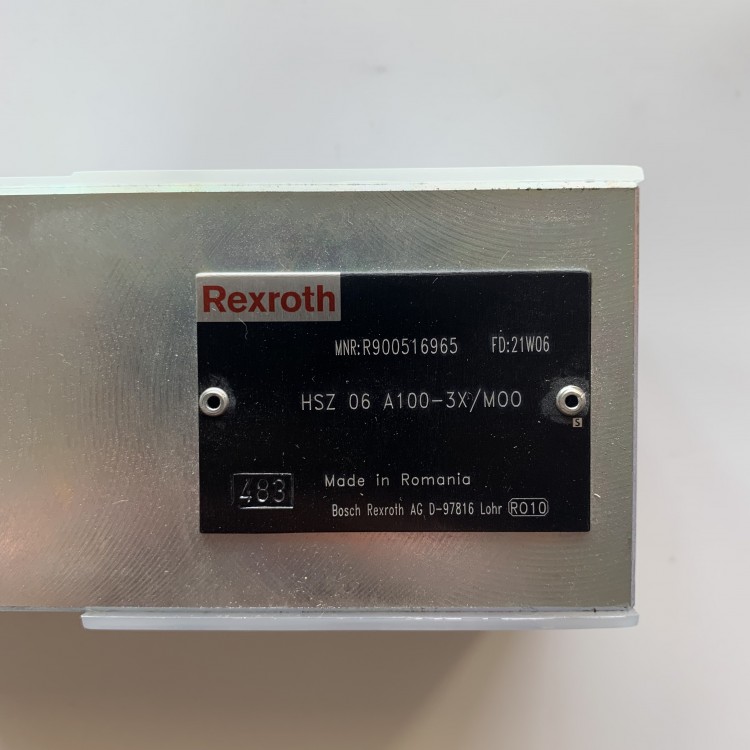 Rexroth
MNR:R900516965 FD:21W06
HSZ 06 A100-3X/M00
S
483
Made in Romania
Bosch Rexroth AG D-97816 Lohr R010